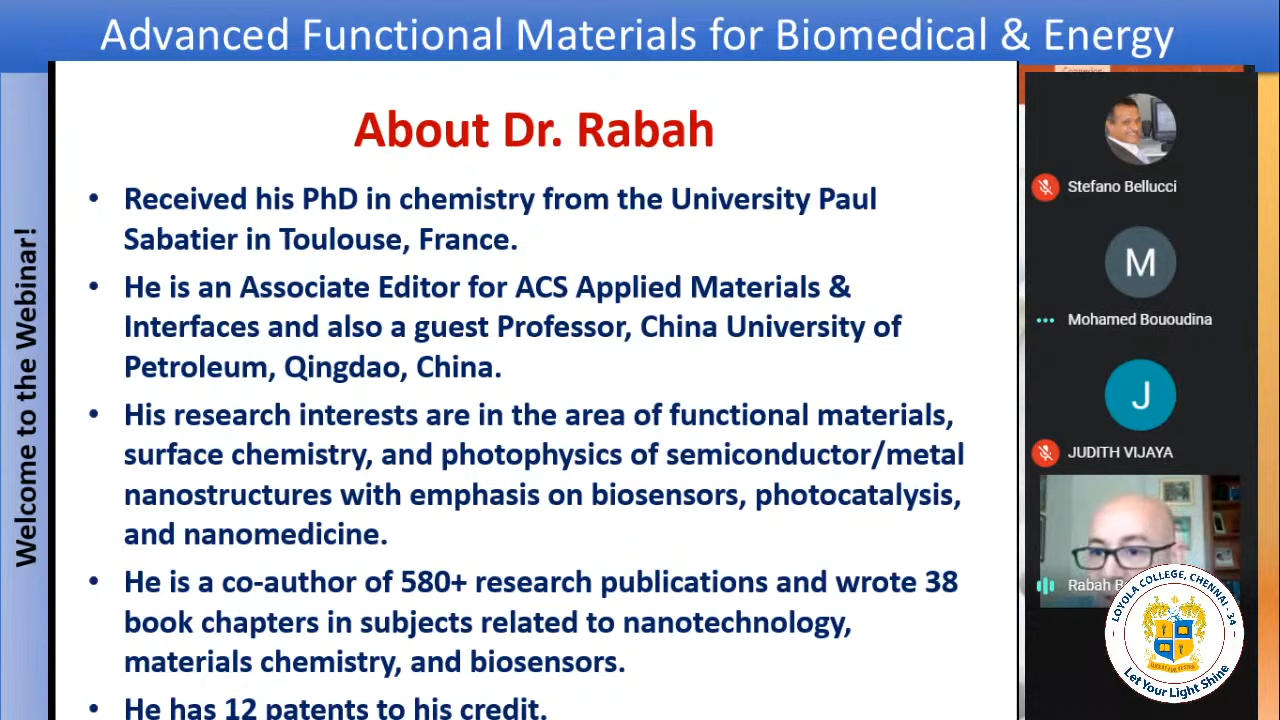 Advanced Functional Materials for Biomedical & Energy
Welcome to the Webinar!
About Dr. Rabah
• Received his PhD in chemistry from the University Paul
Sabatier in Toulouse, France.
• He is an Associate Editor for ACS Applied Materials &
Interfaces and also a guest Professor, China University of
Petroleum, Qingdao, China.
• His research interests are in the area of functional materials,
surface chemistry, and photophysics of semiconductor/metal
nanostructures with emphasis on biosensors, photocatalysis,
and nanomedicine.
• He is a co-author of 580+ research publications and wrote 38
book chapters in subjects related to nanotechnology,
materials chemistry, and biosensors.
• He has 12 patents to his credit.
Stefano Bellucci
M
Mohamed Bououdina
J
JUDITH VIJAYA
Rabah B
LOYOLA COLLEGE, CHENNAI - 34
Let Your Light Shine